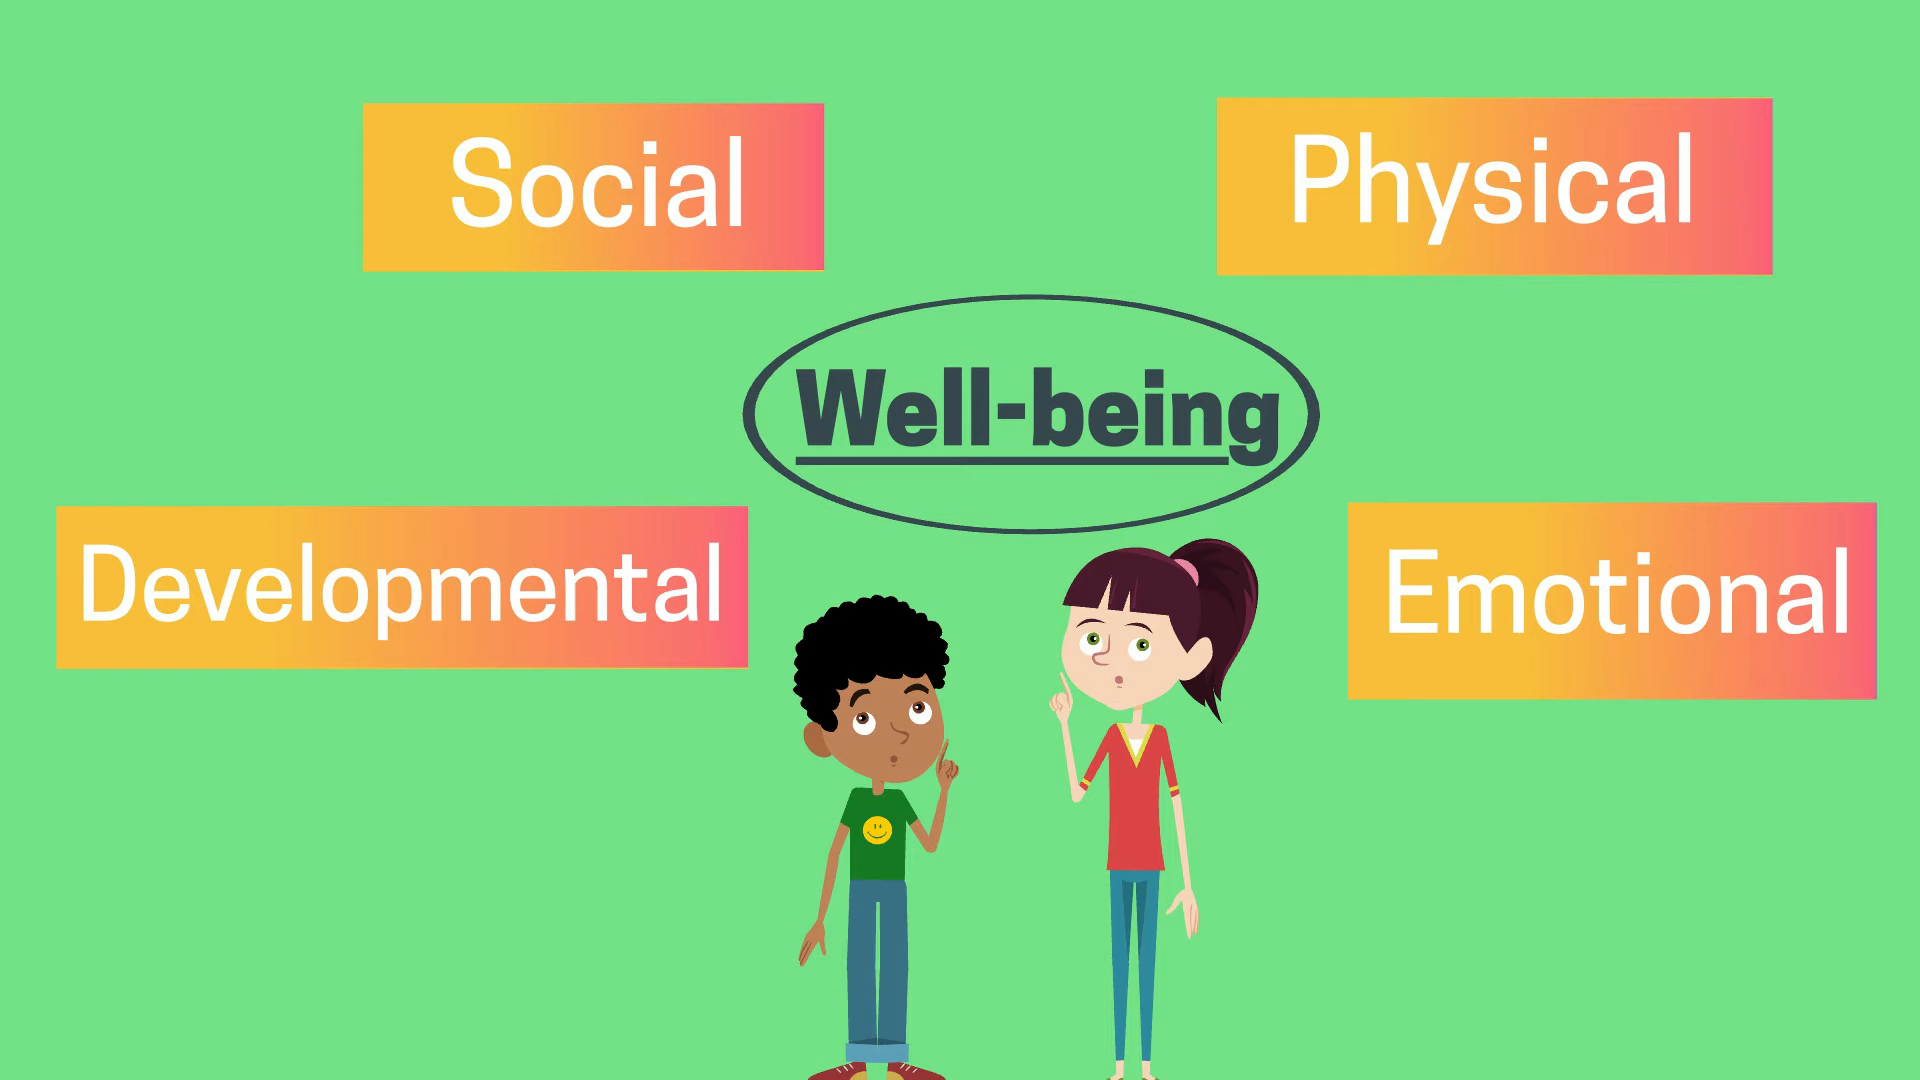 Social
Physical
Well-being
Developmental
Emotional